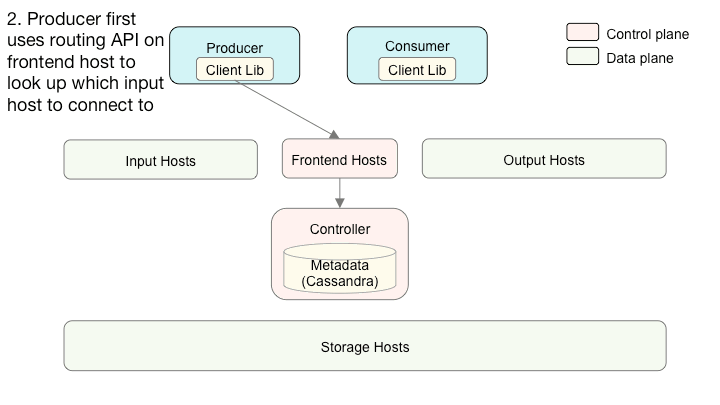 2. Producer first
uses routing API on
frontend host to
look up which input
host to connect to
Producer
Client Lib
Consumer
Client Lib
Control plane
Data plane
Input Hosts
Frontend Hosts
Output Hosts
Controller
Metadata
(Cassandra)
Storage Hosts